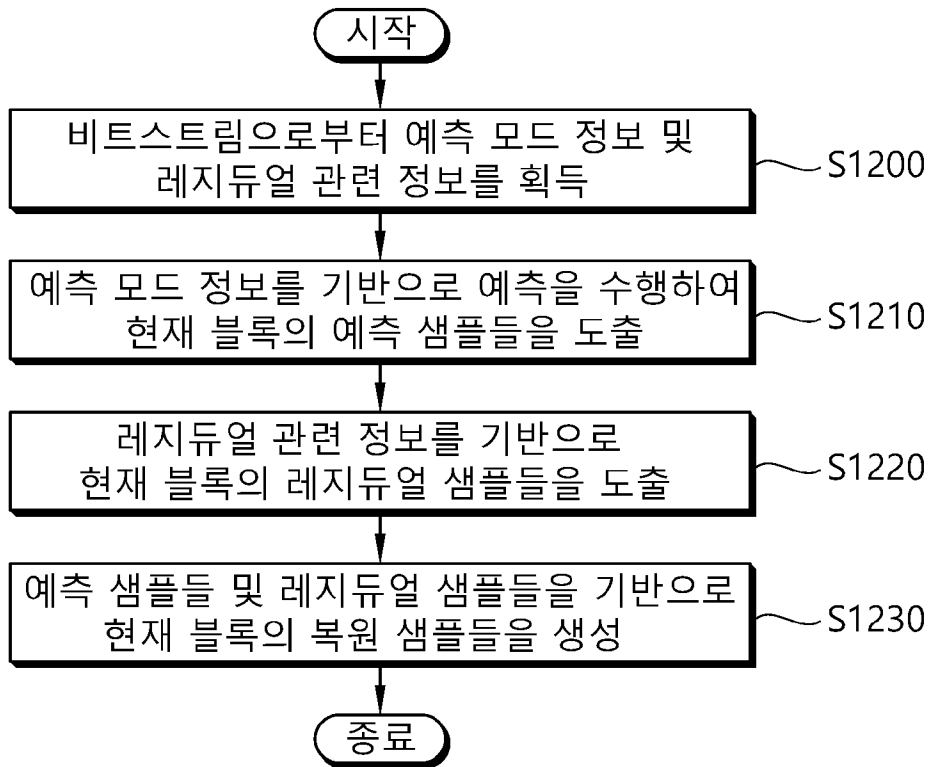 시작
비트스트림으로부터 예측 모드 정보 및
레지듀얼 관련 정보를 획득
S1200
예측 모드 정보를 기반으로 예측을 수행하여
현재 블록의 예측 샘플들을 도출
S1210
레지듀얼 관련 정보를 기반으로
현재 블록의 레지듀얼 샘플들을 도출
S1220
예측 샘플들 및 레지듀얼 샘플들을 기반으로
현재 블록의 복원 샘플들을 생성
S1230
종료